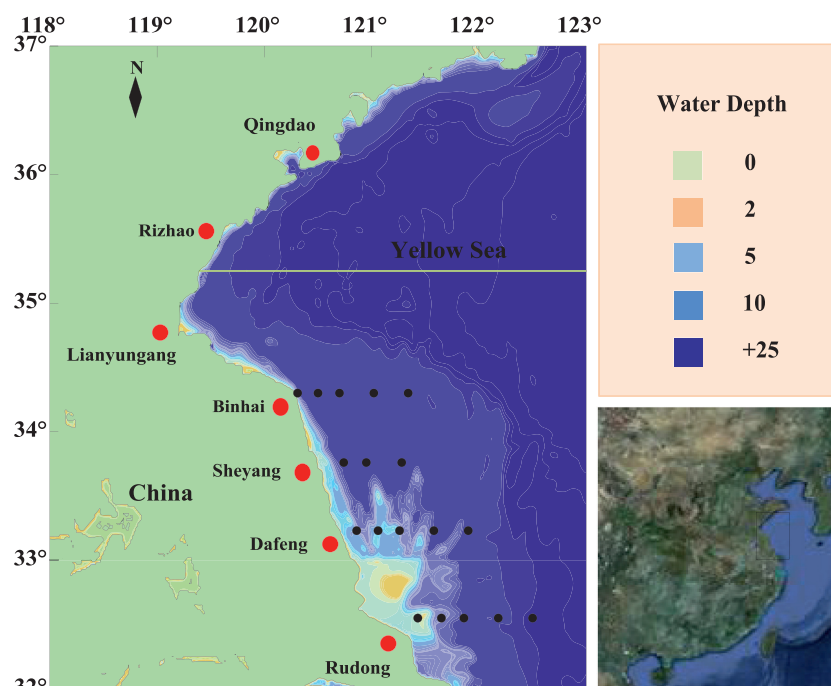 118° 119° 120° 121° 122° 123°
37°
N
Qingdao
36°
Rizhao
Yellow Sea
35°
Lianyungang
Binhai
34°
Sheyang
China
Dafeng
33°
Rudong
Water Depth
0
2
5
10
+25